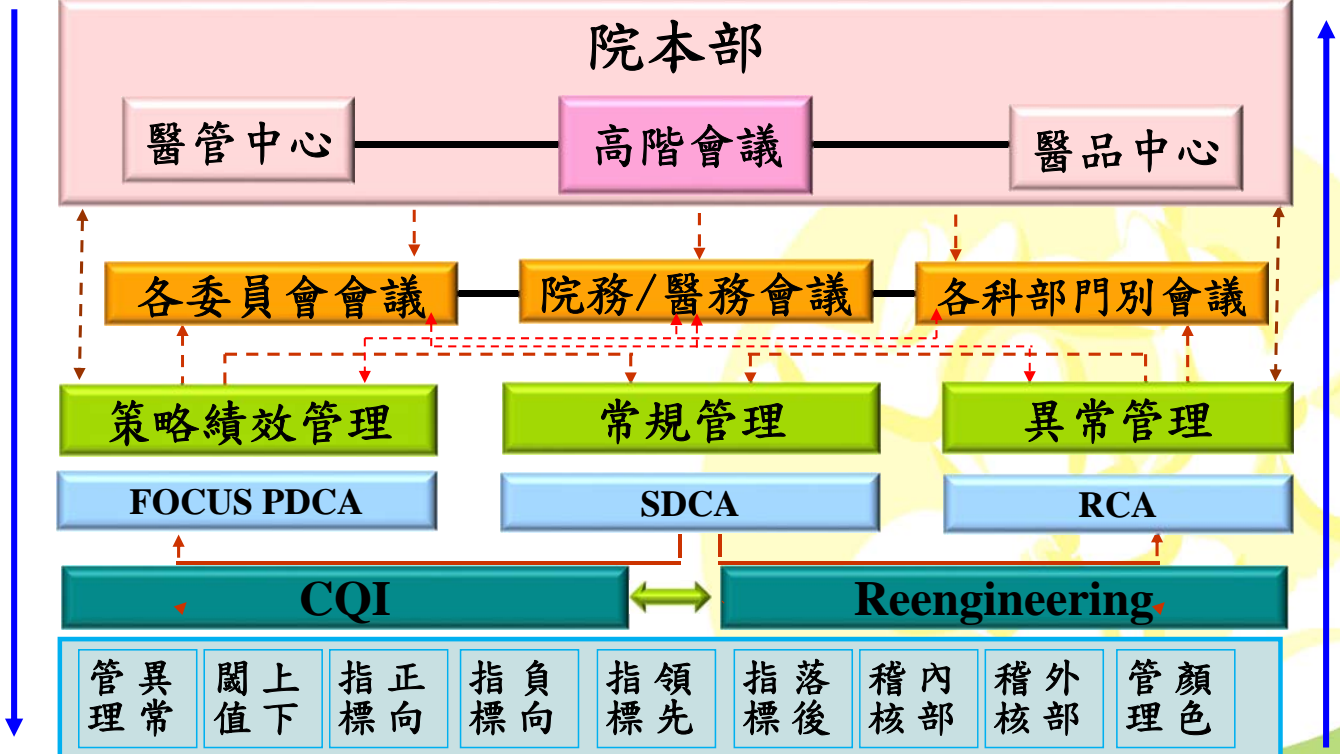 院本部
醫管中心
高階會議
醫品中心
各委員會會議
院務/醫務會議
各科部門別會議
策略績效管理
常規管理
異常管理
FOCUS PDCA
SDCA
RCA
CQI
Reengineering
異常
管理
上下
閾值
正向
指標
負向
指標
領先
指標
落後
指標
內部
稽核
外部
稽核
顏色
管理